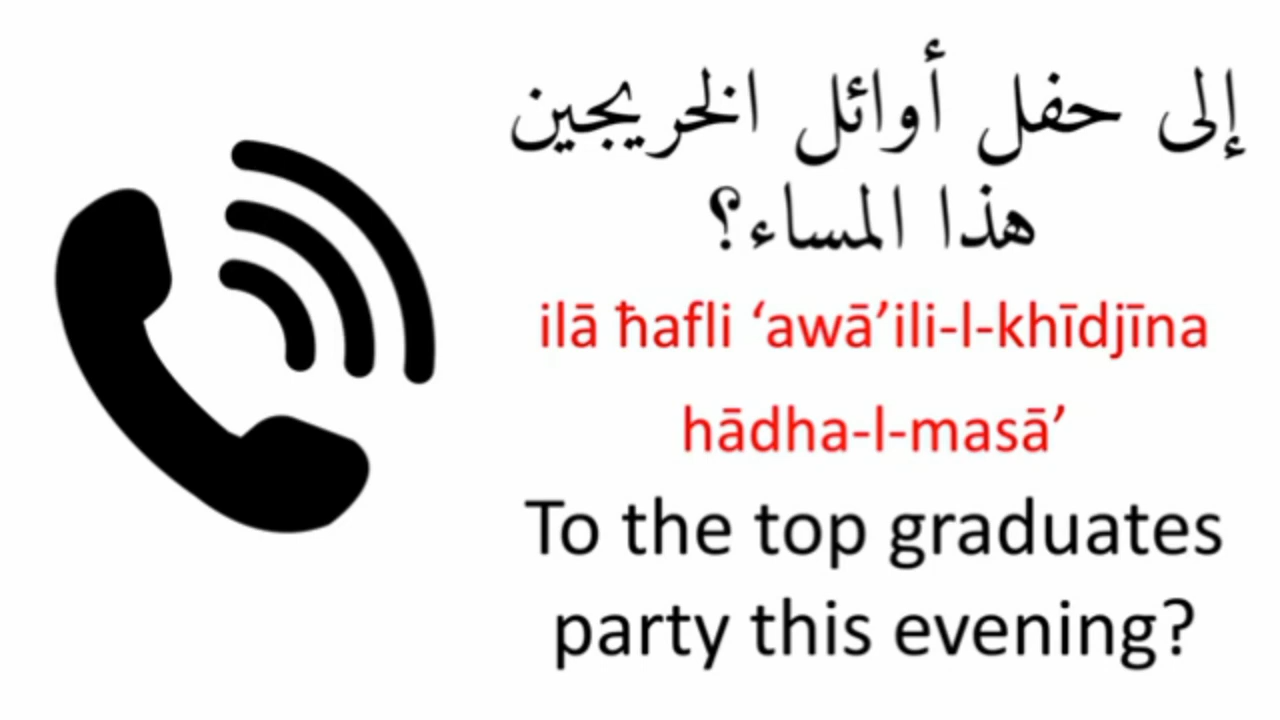 إلى حفل أوائل الخريجين
هذا المساء؟
ilā ħafli ‘awā’ili-l-khīdjīna
hādha-l-masā’
To the top graduates
party this evening?